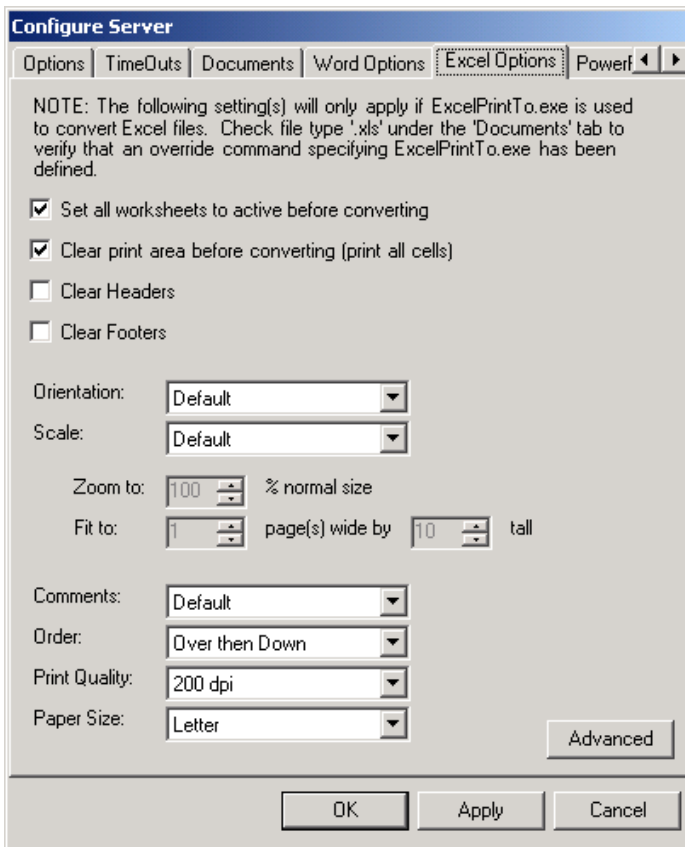 Configure Server
Options TimeOuts Documents Word Options Excel Options PowerP
NOTE: The following setting(s) will only apply if ExcelPrintTo.exe is used
to convert Excel files. Check file type '.xls' under the 'Documents' tab to
verify that an override command specifying ExcelPrintTo.exe has been
defined.
Set all worksheets to active before converting
Clear print area before converting (print all cells)
Clear Headers
Clear Footers
Orientation: Default
Scale: Default
Zoom to: 100 % normal size
Fit to: 1 page(s) wide by 10 tall
Comments: Default
Order: Over then Down
Print Quality: 200 dpi
Paper Size: Letter
Advanced
OK Apply Cancel